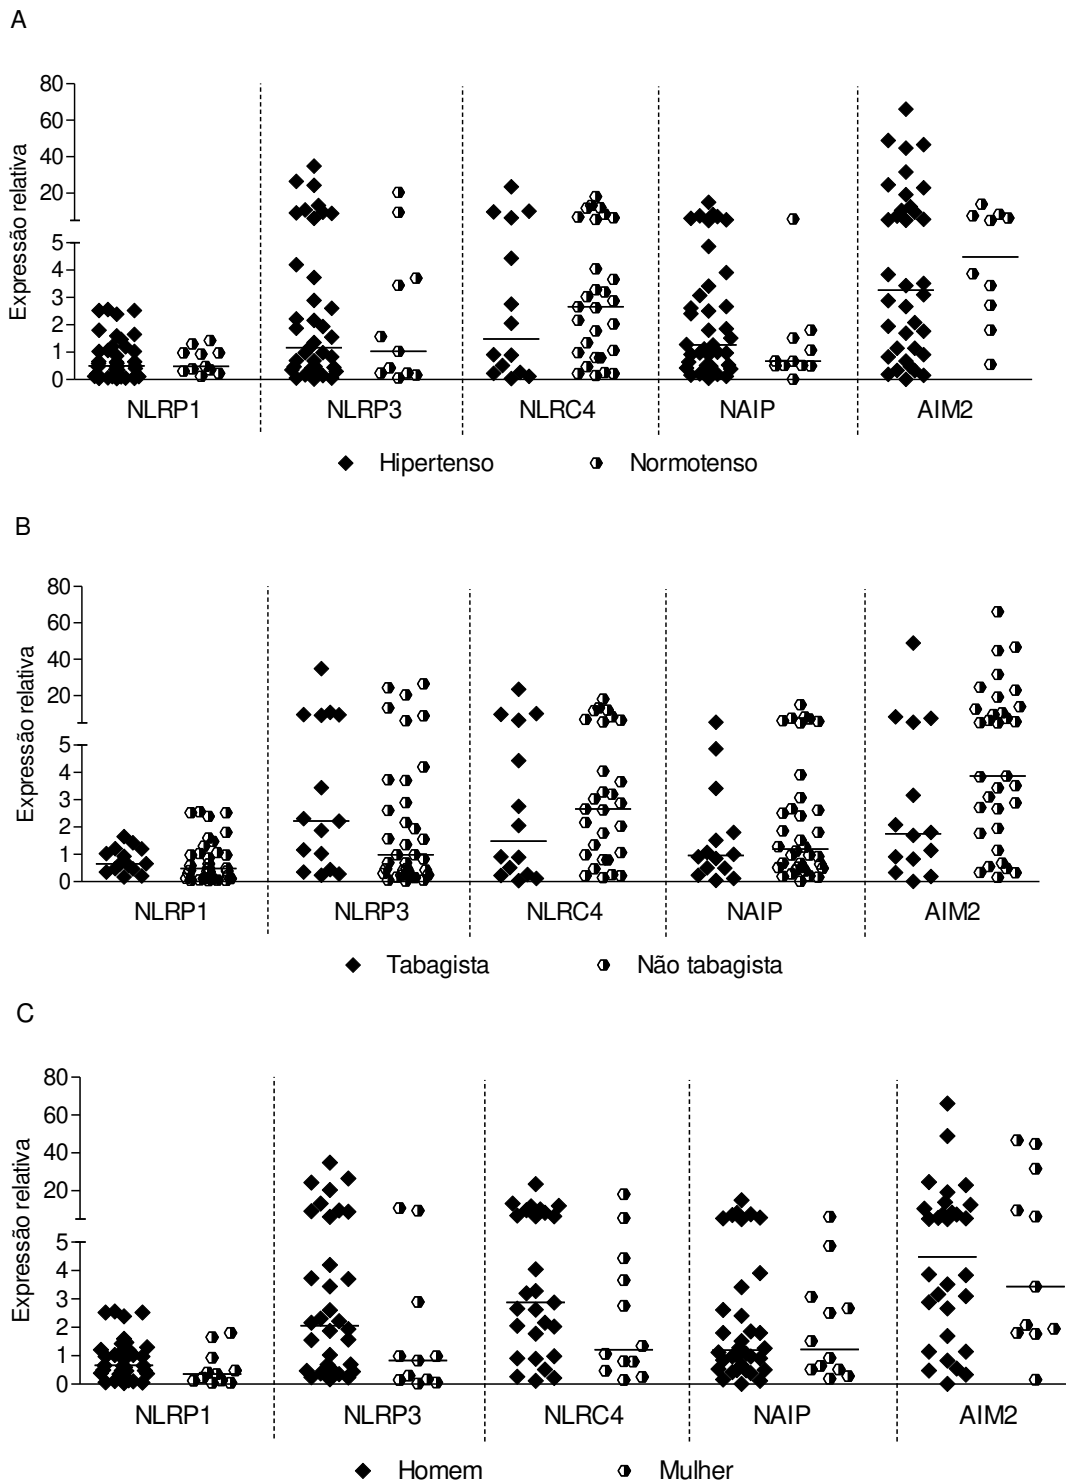 A
Expressão relativa
80
60
40
20
5
4
3
2
1
0
NLRP1 NLRP3 NLRC4 NAIP AIM2
Hipertenso Normotenso
B
Expressão relativa
80
60
40
20
5
4
3
2
1
0
NLRP1 NLRP3 NLRC4 NAIP AIM2
Tabagista Não tabagista
C
Expressão relativa
80
60
40
20
5
4
3
2
1
0
NLRP1 NLRP3 NLRC4 NAIP AIM2
Homem Mulher